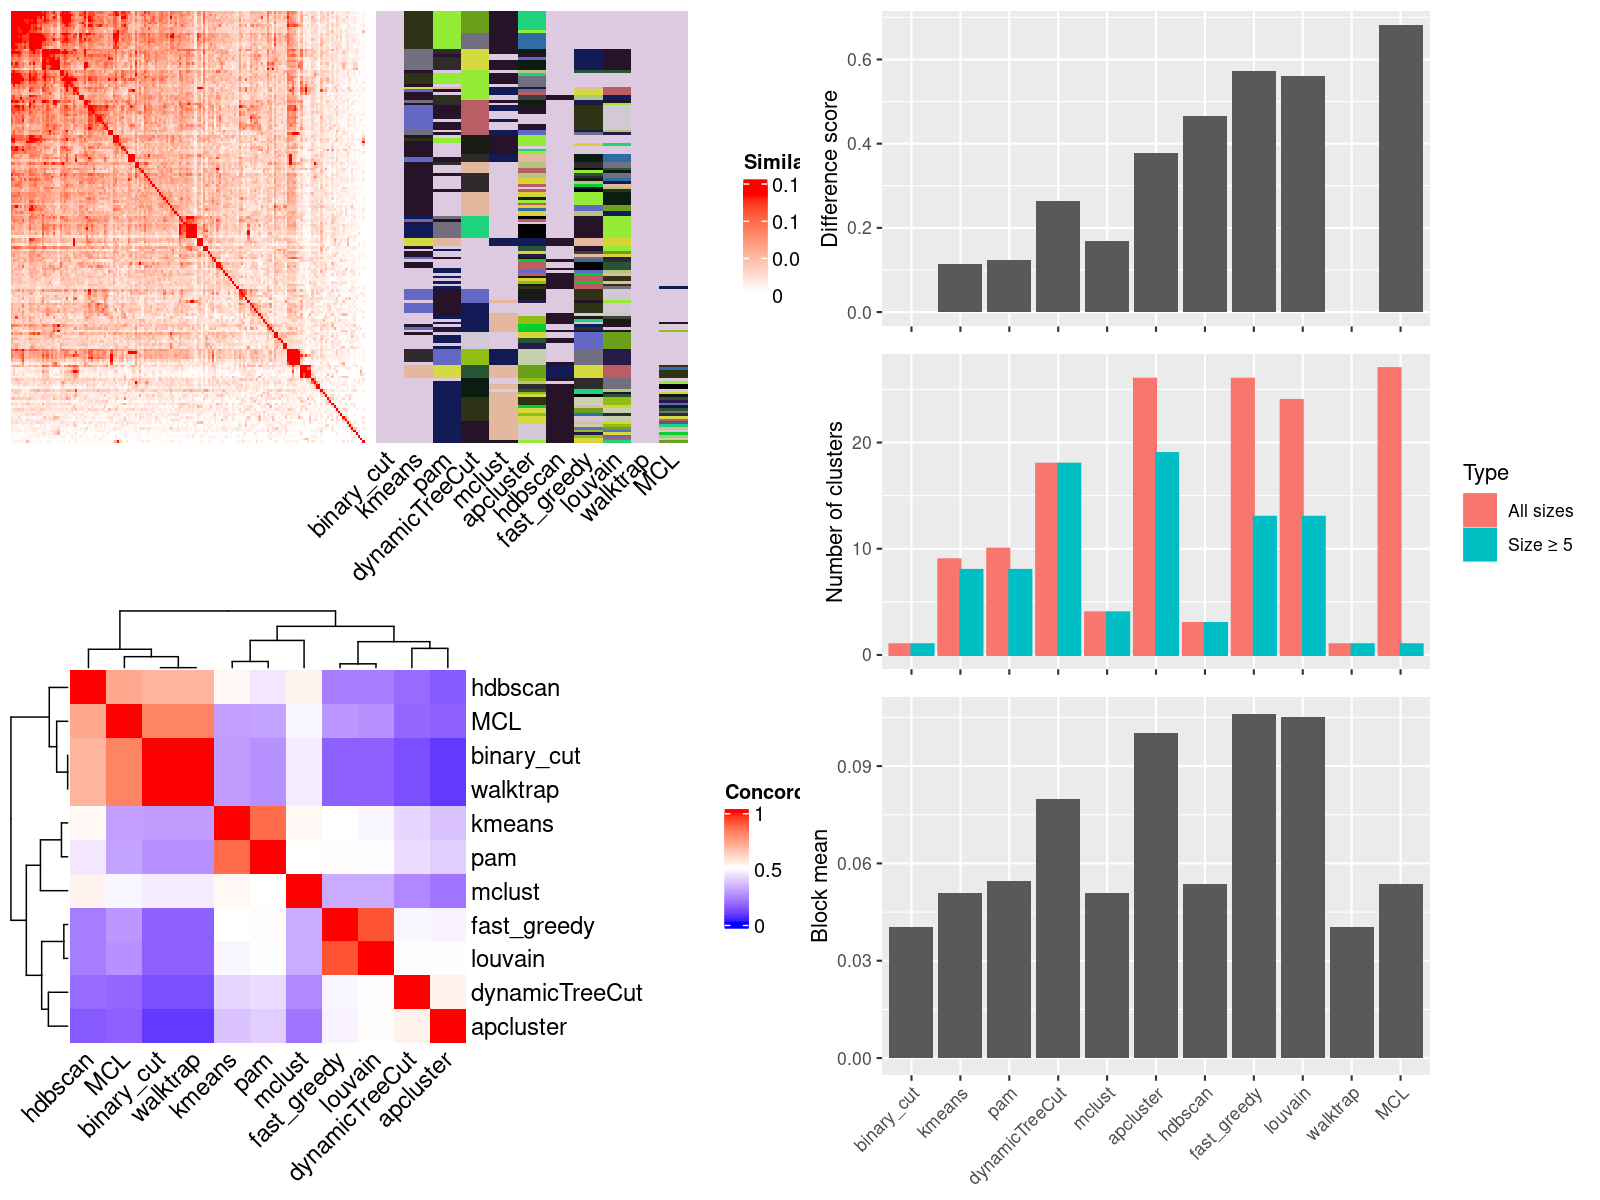 Simila
0.1
0.1
0.0
0
binary_cut
kmeans
pam
dynamicTreeCut
mclust
apcluster
hdbscan
fast_greedy
louvain
walktrap
MCL
hdbscan
MCL
binary_cut
walktrap
kmeans
pam
mclust
fast_greedy
louvain
dynamicTreeCut
apcluster
hdbscan
MCL
binary_cut
walktrap
kmeans
pam
mclust
fast_greedy
louvain
dynamicTreeCut
apcluster
Concord
1
0.5
0
Difference score
0.6
0.4
0.2
0.0
Number of clusters
20
10
0
Type
All sizes
Size ≥ 5
Block mean
0.09
0.06
0.03
0.00
binary_cut
kmeans
pam
dynamicTreeCut
mclust
apcluster
hdbscan
fast_greedy
louvain
walktrap
MCL